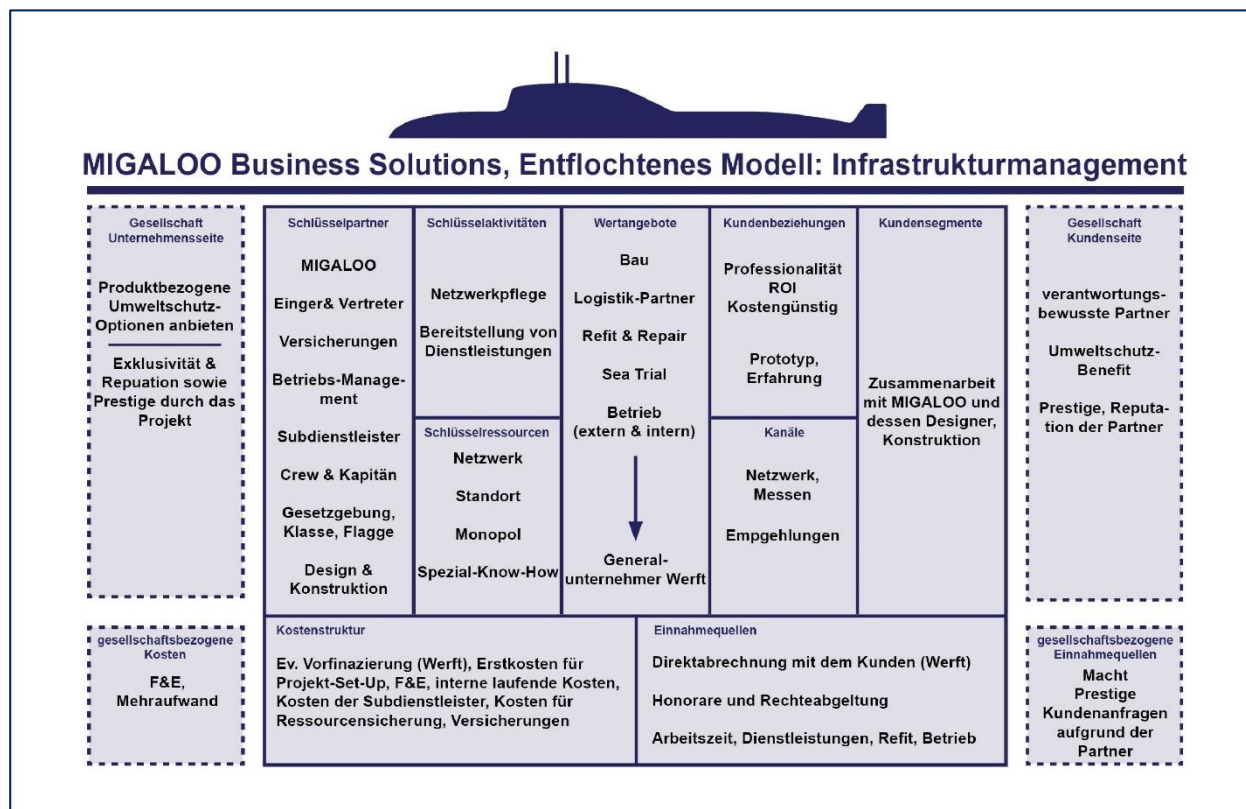 MIGALOO Business Solutions, Entflochtenes Modell: Infrastrukturmanagement
Gesellschaft
Unternehmensseite
Produktbezogene
Umweltschutz-
Optionen anbieten
Exklusivität &
Repuation sowie
Prestige durch das
Projekt
Schlüsselpartner
MIGALOO
Einger& Vertreter
Versicherungen
Betriebs-Manage-
ment
Subdienstleister
Crew & Kapitän
Gesetzgebung,
Klasse, Flagge
Design &
Konstruktion
Schlüsselaktivitäten
Netzwerkpflege
Bereitstellung von
Dienstleistungen
Schlüsselressourcen
Netzwerk
Standort
Monopol
Spezial-Know-How
Wertangebote
Bau
Logistik-Partner
Refit & Repair
Sea Trial
Betrieb
(extern & intern)
General-
unternehmer Werft
Kundenbeziehungen
Professionalität
ROI
Kostengünstig
Prototyp,
Erfahrung
Kanäle
Netzwerk,
Messen
Empgehlungen
Kundensegmente
Zusammenarbeit
mit MIGALOO und
dessen Designer,
Konstruktion
Gesellschaft
Kundenseite
verantwortungs-
bewusste Partner
Umweltschutz-
Benefit
Prestige, Reputa-
tion der Partner
gesellschaftsbezogene
Kosten
F&E,
Mehraufwand
Kostenstruktur
Ev. Vorfinazierung (Werft), Erstkosten für
Projekt-Set-Up, F&E, interne laufende Kosten,
Kosten der Subdienstleister, Kosten für
Ressourcensicherung, Versicherungen
Einnahmequellen
Direktabrechnung mit dem Kunden (Werft)
Honorare und Rechteabgeltung
Arbeitszeit, Dienstleistungen, Refit, Betrieb
gesellschaftsbezogene
Einnahmequellen
Macht
Prestige
Kundenanfragen
aufgrund der
Partner